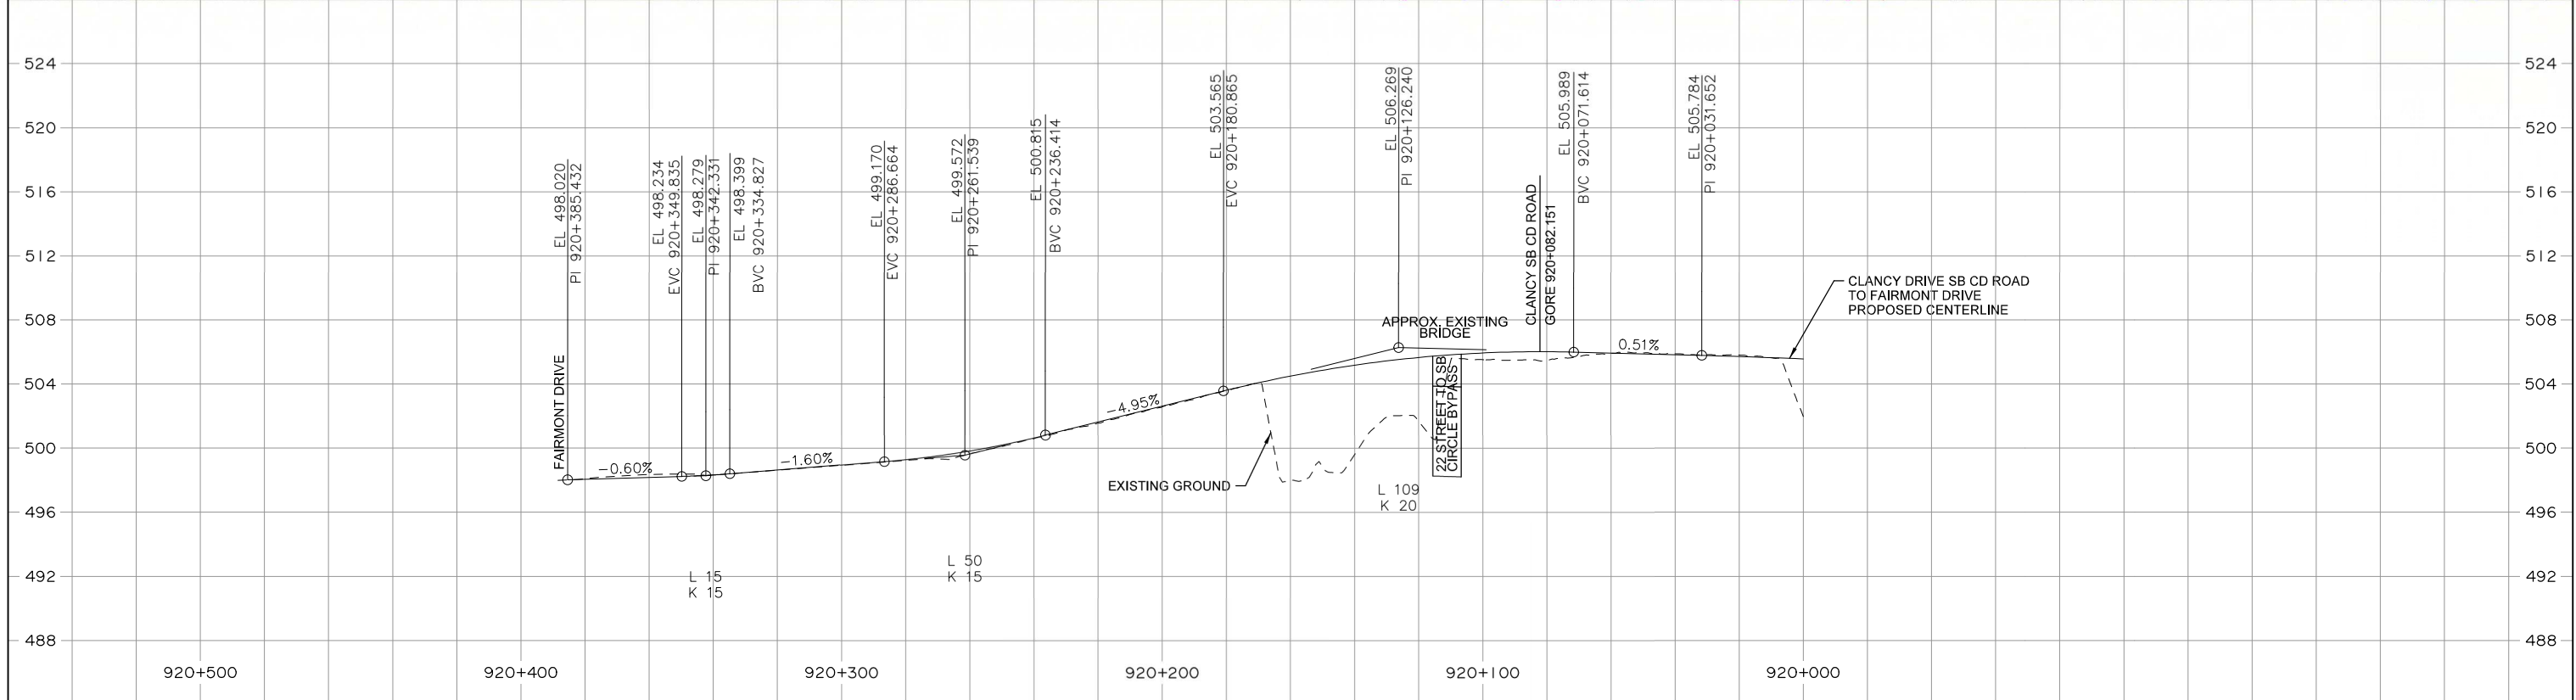 524
520
516
512
508
504
500
496
492
488
FAIRMONT DRIVE
EL 498.020
PI 920+385.432
EL 498.234
EVC 920+349.835
EL 498.279
PI 920+342.331
EL 498.399
BVC 920+334.827
EL 499.170
EVC 920+286.664
EL 499.572
PI 920+261.539
EL 500.815
BVC 920+236.414
EL 503.565
EVC 920+180.865
EL 506.269
PI 920+126.240
CLANCY SB CD ROAD
GORE 920+082.151
EL 505.989
BVC 920+071.614
EL 505.784
PI 920+031.652
CLANCY DRIVE SB CD ROAD
TO FAIRMONT DRIVE
PROPOSED CENTERLINE
APPROX. EXISTING
BRIDGE
22 STREET TO SB
CIRCLE BYPASS
-0.60%
-1.60%
-4.95%
0.51%
EXISTING GROUND
L 15
K 15
L 50
K 15
L 109
K 20
524
520
516
512
508
504
500
496
492
488
920+500
920+400
920+300
920+200
920+100
920+000